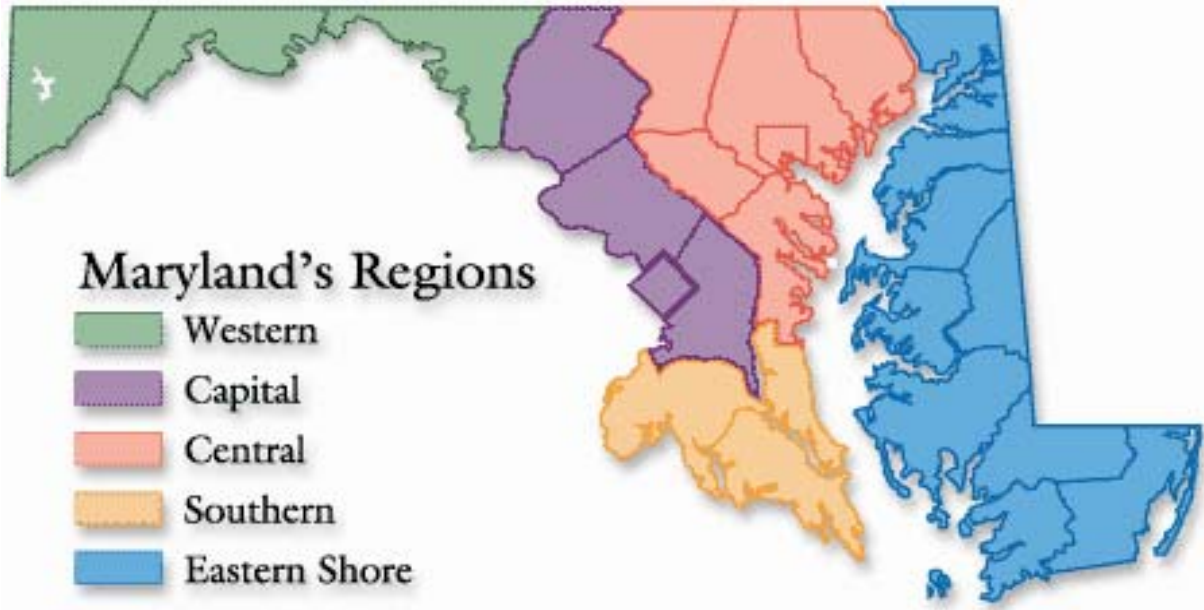 Maryland's Regions
Western
Capital
Central
Southern
Eastern Shore